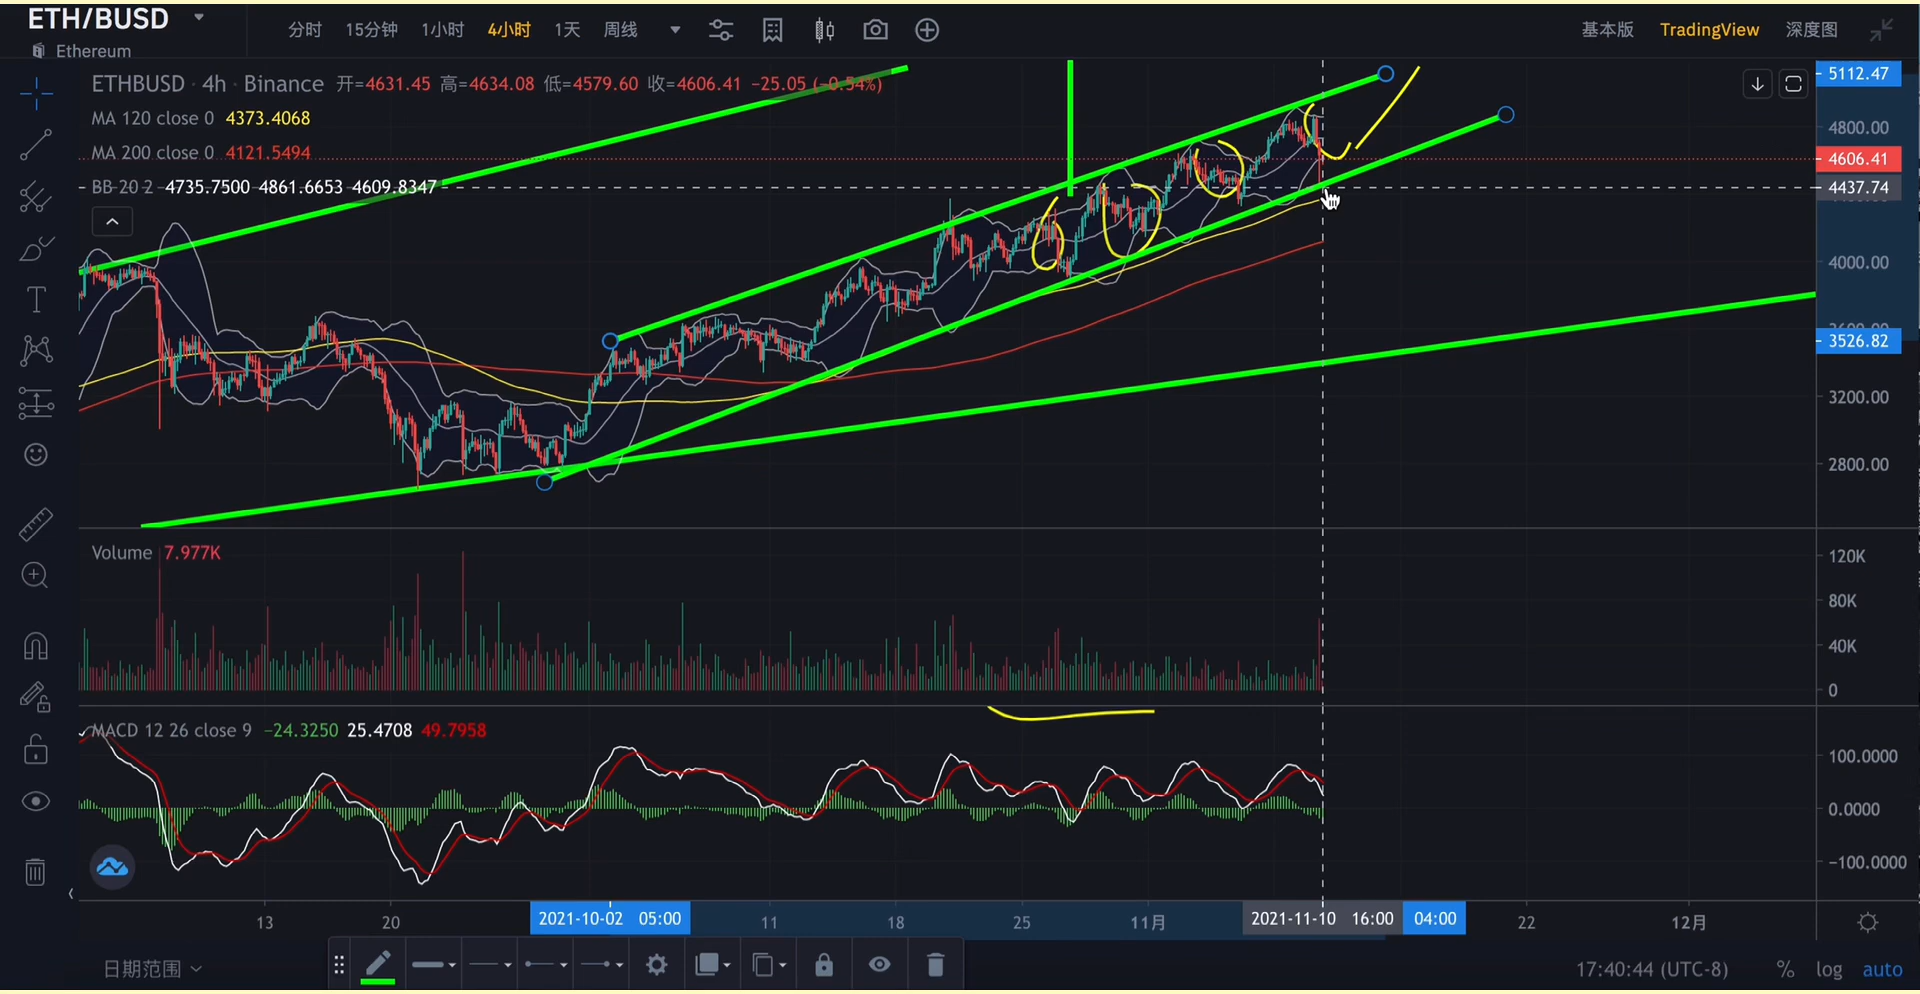 ETH/BUSD
Ethereum
分时 15分钟 1小时 4小时 1天 周线
基本版 TradingView 深度图
ETHBUSD · 4h · Binance 开=4631.45 高=4634.08 低=4579.60 收=4606.41 −25.05 (−0.54%)
MA 120 close 0 4373.4068
MA 200 close 0 4121.5494
BB 20 2 4735.7500 4861.6653 4609.8347
5112.47
4800.00
4606.41
4437.74
4000.00
3526.82
3200.00
2800.00
Volume 7.977K
120K
80K
40K
0
MACD 12 26 close 9 −24.3250 25.4708 49.7958
100.0000
0.0000
−100.0000
13 20 2021-10-02 05:00 11 18 25 11月 2021-11-10 16:00 04:00 22 12月
日期范围
17:40:44 (UTC-8) % log auto